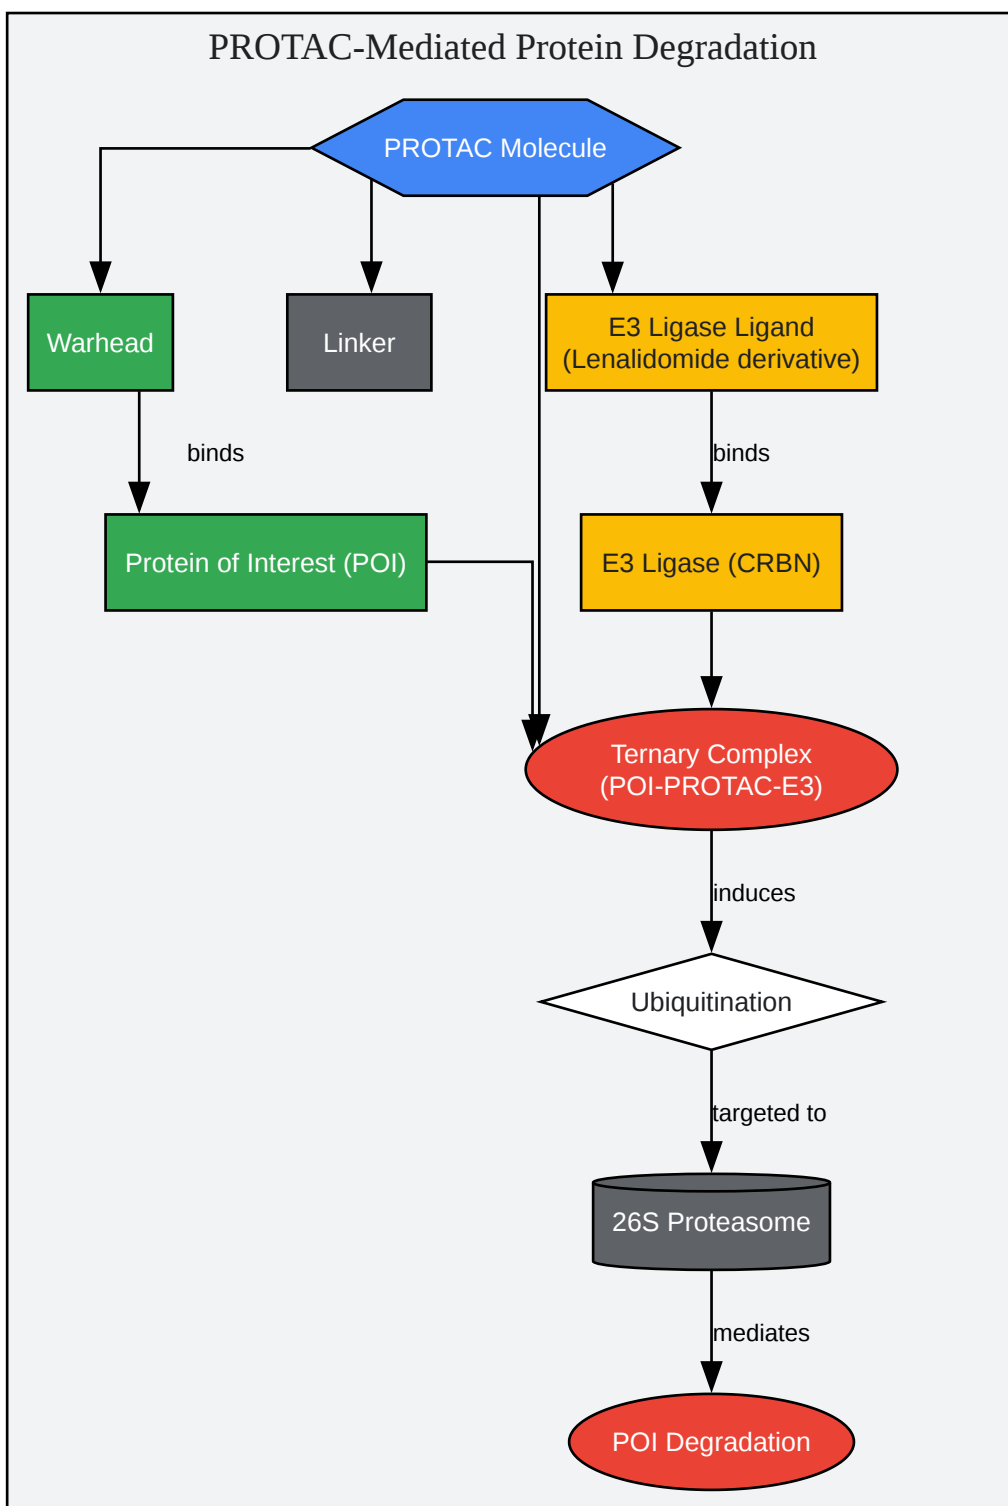 PROTAC-Mediated Protein Degradation
PROTAC Molecule
Warhead
Linker
E3 Ligase Ligand
(Lenalidomide derivative)
binds
binds
Protein of Interest (POI)
E3 Ligase (CRBN)
Ternary Complex
(POI-PROTAC-E3)
induces
Ubiquitination
targeted to
26S Proteasome
mediates
POI Degradation